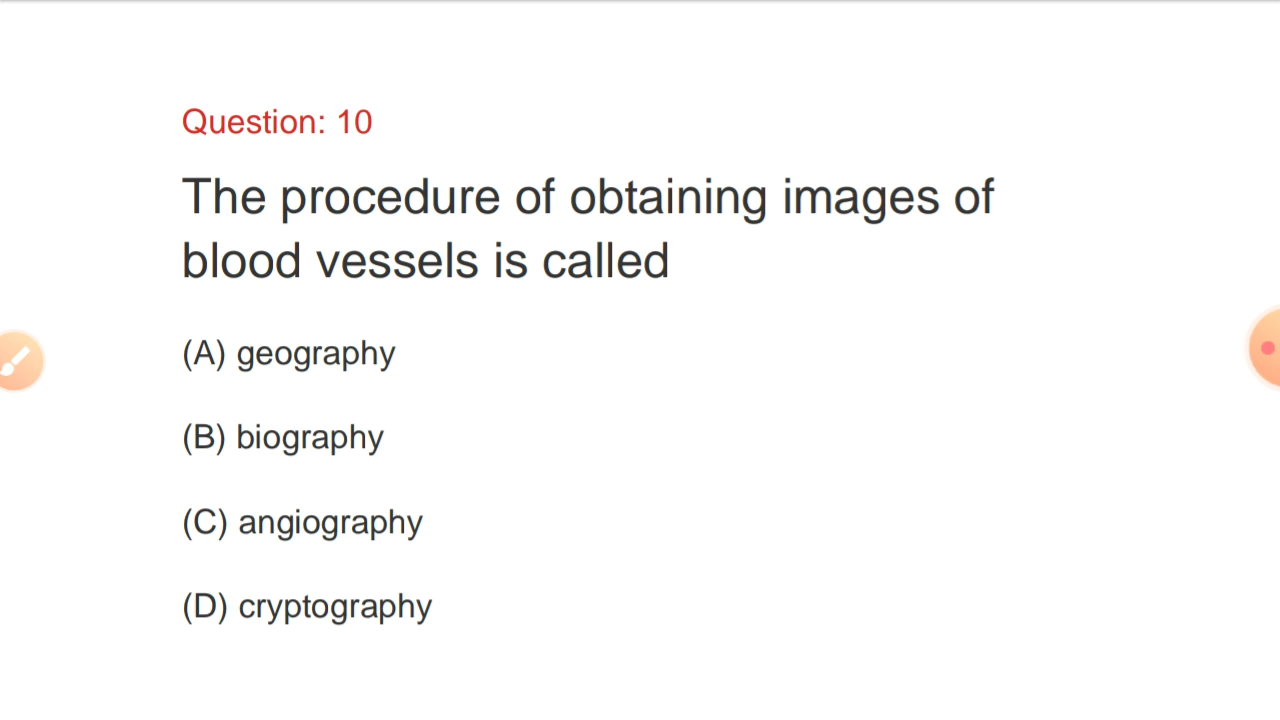 Question: 10
The procedure of obtaining images of
blood vessels is called
(A) geography
(B) biography
(C) angiography
(D) cryptography